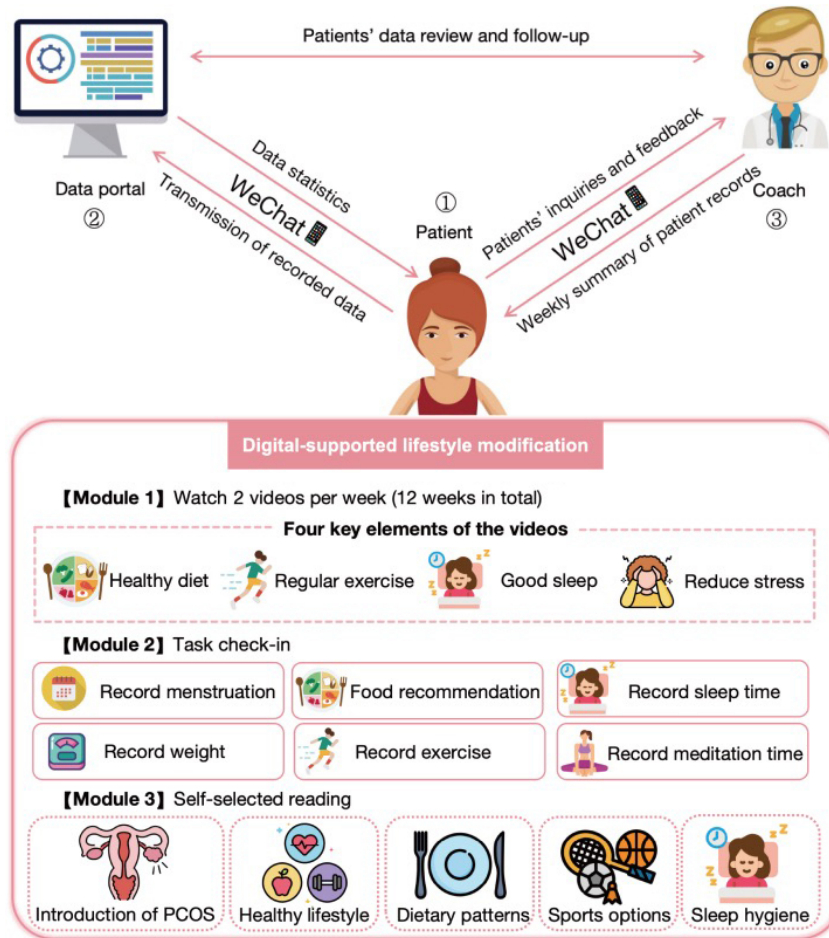 Patients’ data review and follow-up
Data portal
②
Data statistics
WeChat
Transmission of recorded data
①
Patient
Patients’ inquiries and feedback
WeChat
Weekly summary of patient records
Coach
③
Digital-supported lifestyle modification
【Module 1】Watch 2 videos per week (12 weeks in total)
Four key elements of the videos
Healthy diet
Regular exercise
Good sleep
Reduce stress
【Module 2】Task check-in
Record menstruation
Food recommendation
Record sleep time
Record weight
Record exercise
Record meditation time
【Module 3】Self-selected reading
Introduction of PCOS
Healthy lifestyle
Dietary patterns
Sports options
Sleep hygiene